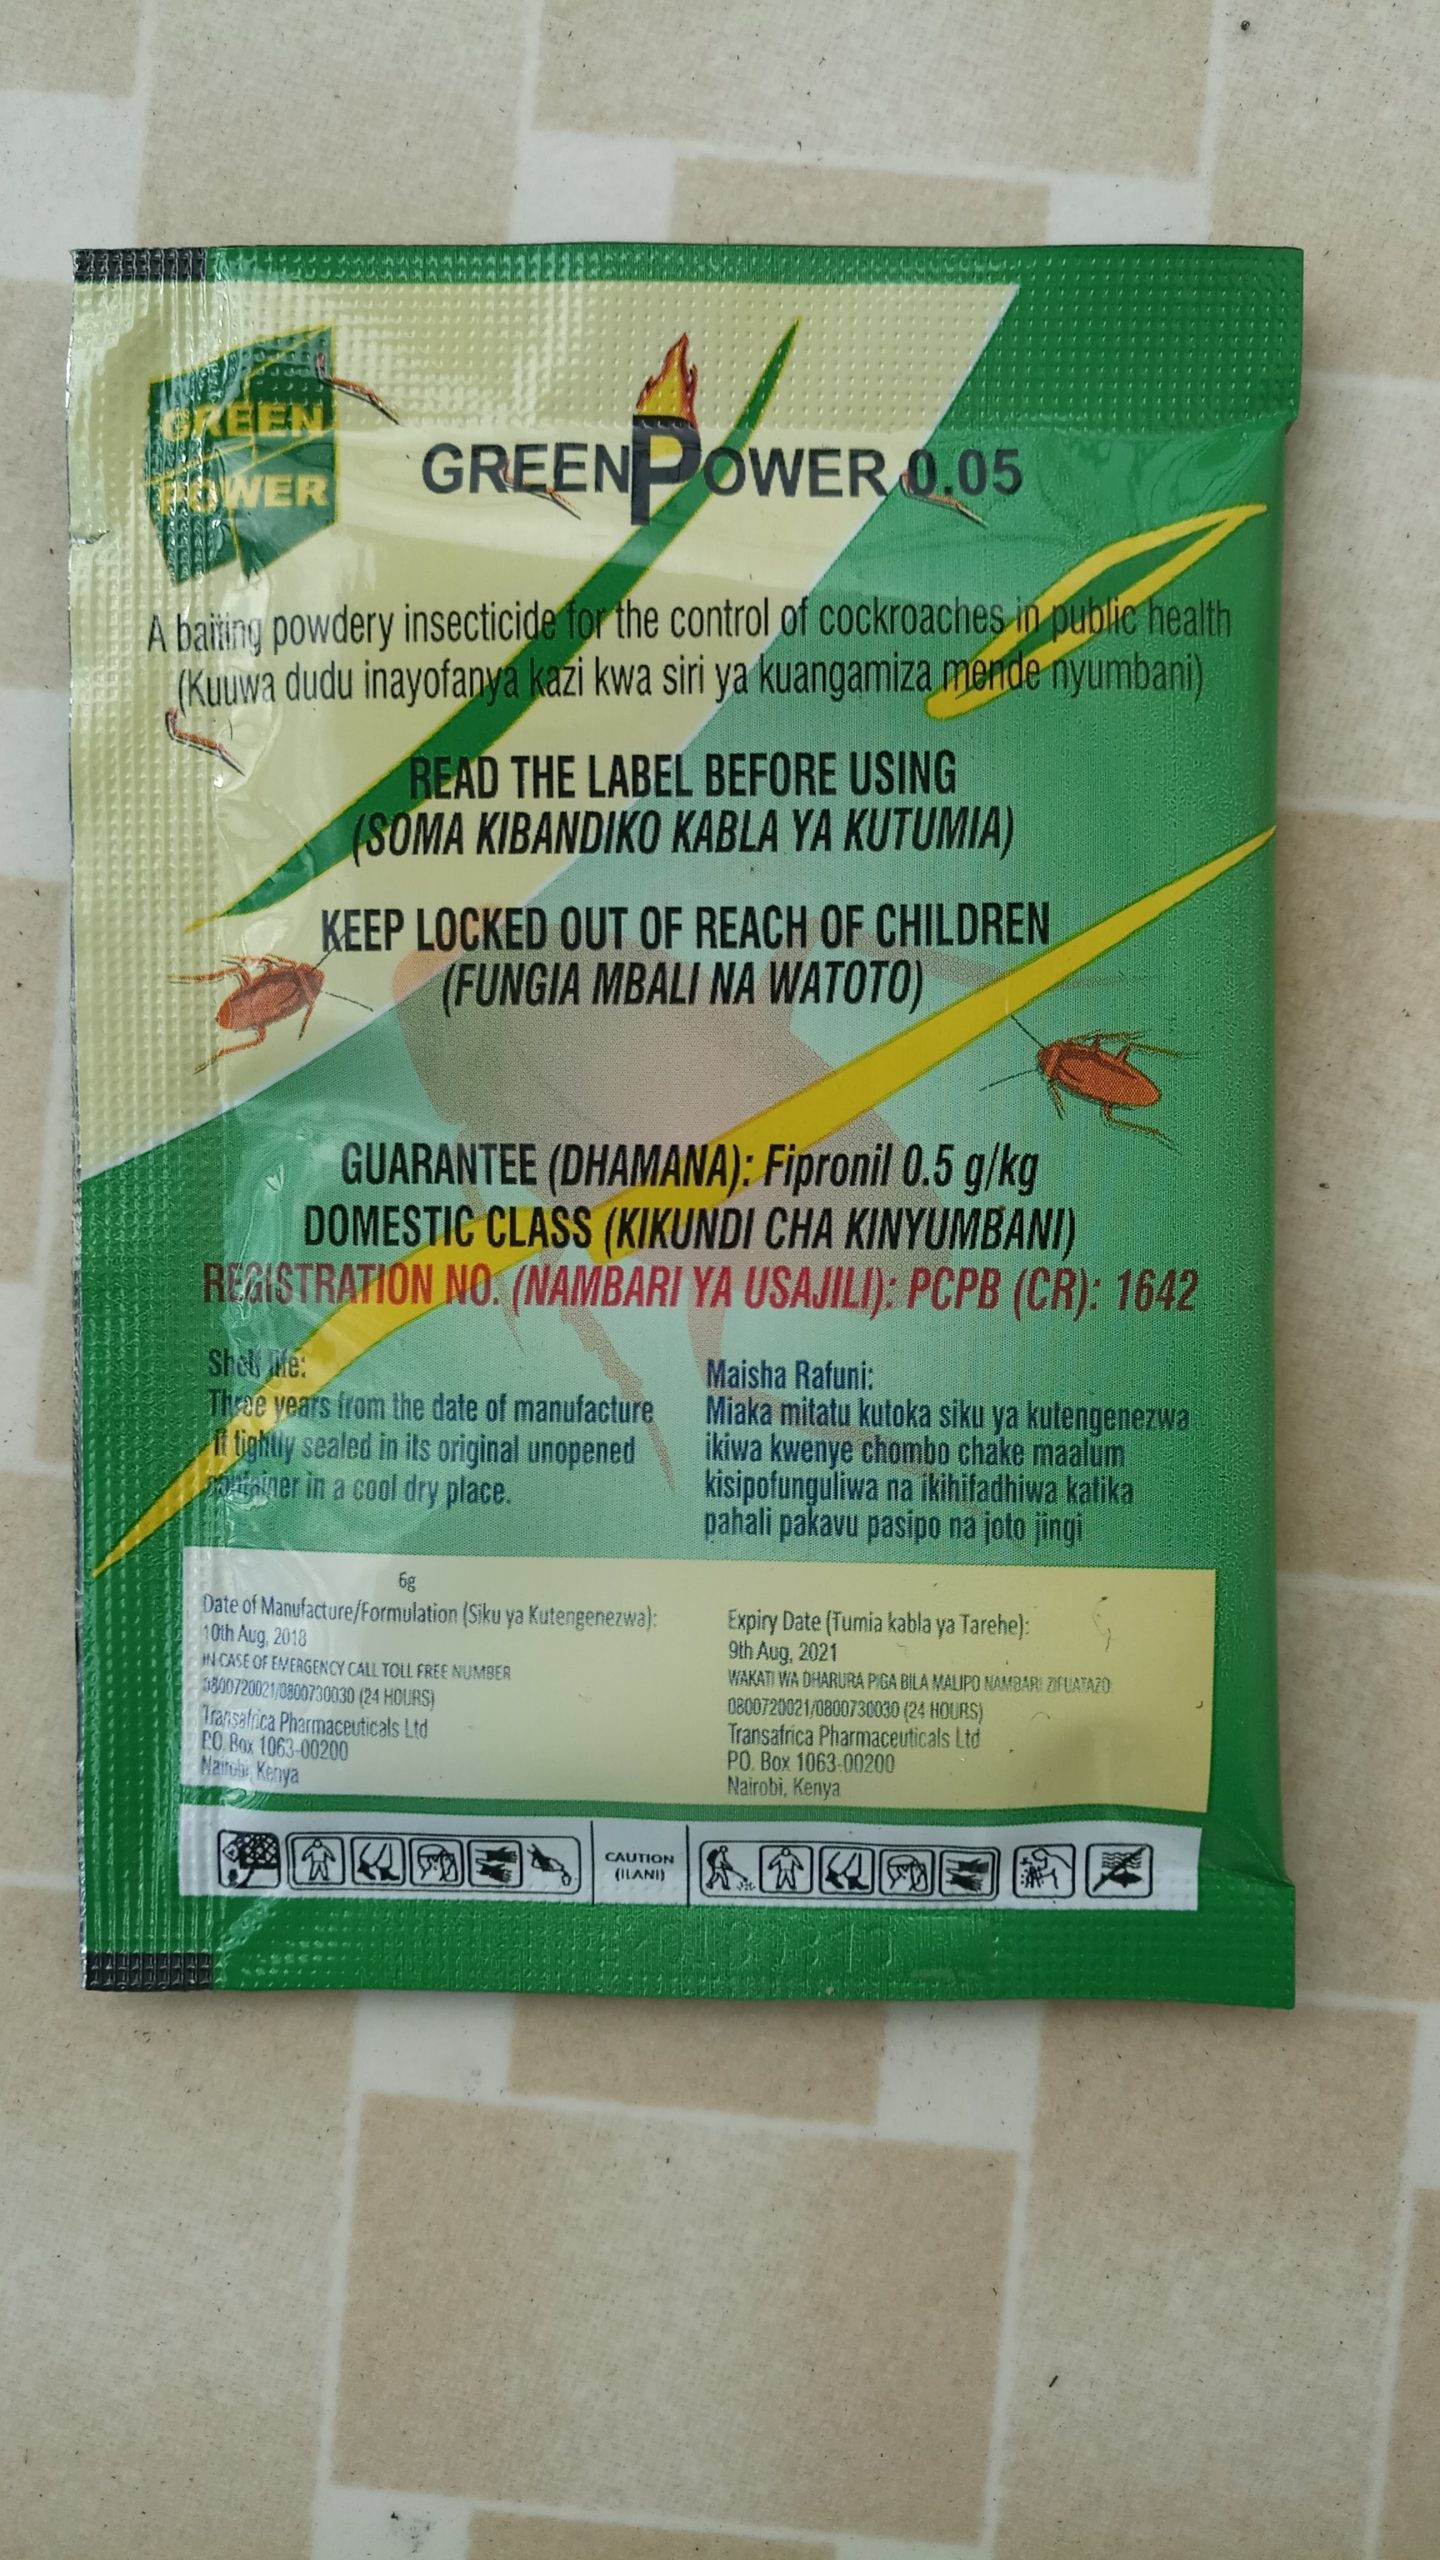 GREEN
POWER
GREENPOWER 0.05
A baiting powdery insecticide for the control of cockroaches in public health
(Kuuwa dudu inayofanya kazi kwa siri ya kuangamiza mende nyumbani)
READ THE LABEL BEFORE USING
(SOMA KIBANDIKO KABLA YA KUTUMIA)
KEEP LOCKED OUT OF REACH OF CHILDREN
(FUNGIA MBALI NA WATOTO)
GUARANTEE (DHAMANA): Fipronil 0.5 g/kg
DOMESTIC CLASS (KIKUNDI CHA KINYUMBANI)
REGISTRATION NO. (NAMBARI YA USAJILI): PCPB (CR): 1642
Shelf life:
Three years from the date of manufacture
If tightly sealed in its original unopened
container in a cool dry place.
Maisha Rafuni:
Miaka mitatu kutoka siku ya kutengenezwa
ikiwa kwenye chombo chake maalum
kisipofunguliwa na ikihifadhiwa katika
pahali pakavu pasipo na joto jingi
6g
Date of Manufacture/Formulation (Siku ya Kutengenezwa):
10th Aug, 2018
IN CASE OF EMERGENCY CALL TOLL FREE NUMBER
0800720021/0800730030 (24 HOURS)
Transafrica Pharmaceuticals Ltd
P.O. Box 1063-00200
Nairobi, Kenya
Expiry Date (Tumia kabla ya Tarehe):
9th Aug, 2021
WAKATI WA DHARURA PIGA BILA MALIPO NAMBARI ZIFUATAZO:
0800720021/0800730030 (24 HOURS)
Transafrica Pharmaceuticals Ltd
P.O. Box 1063-00200
Nairobi, Kenya
CAUTION
(ILANI)